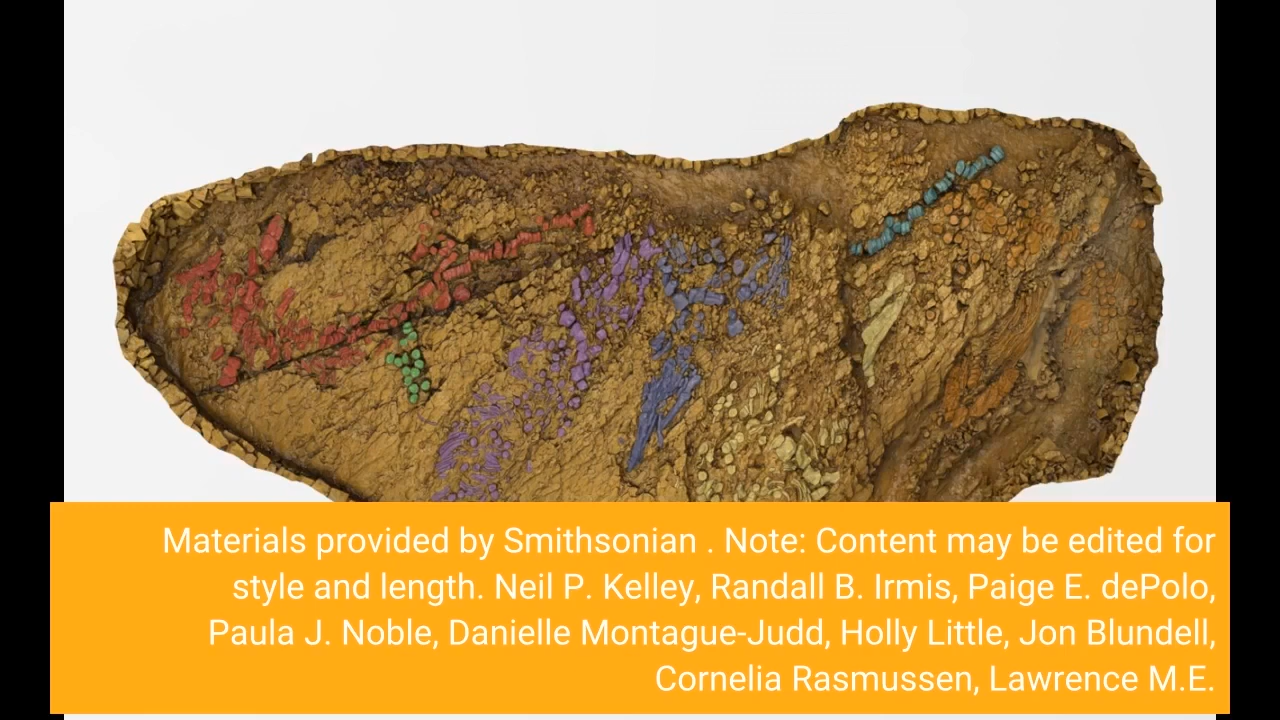 Materials provided by Smithsonian . Note: Content may be edited for
style and length. Neil P. Kelley, Randall B. Irmis, Paige E. dePolo,
Paula J. Noble, Danielle Montague-Judd, Holly Little, Jon Blundell,
Cornelia Rasmussen, Lawrence M.E.